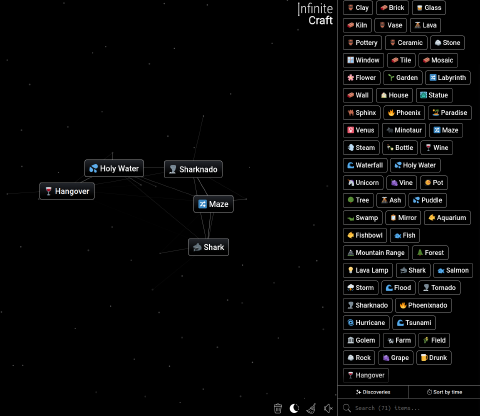 Infinite
Craft
Holy Water
Sharknado
Hangover
Maze
Shark
Clay Brick Glass
Kiln Vase Lava
Pottery Ceramic Stone
Window Tile Mosaic
Flower Garden Labyrinth
Wall House Statue
Sphinx Phoenix Paradise
Venus Minotaur Maze
Steam Bottle Wine
Waterfall Holy Water
Unicorn Vine Pot
Tree Ash Puddle
Swamp Mirror Aquarium
Fishbowl Fish
Mountain Range Forest
Lava Lamp Shark Salmon
Storm Flood Tornado
Sharknado Phoenixnado
Hurricane Tsunami
Golem Farm Field
Rock Grape Drunk
Hangover
Discoveries Sort by time
Search (71) items...